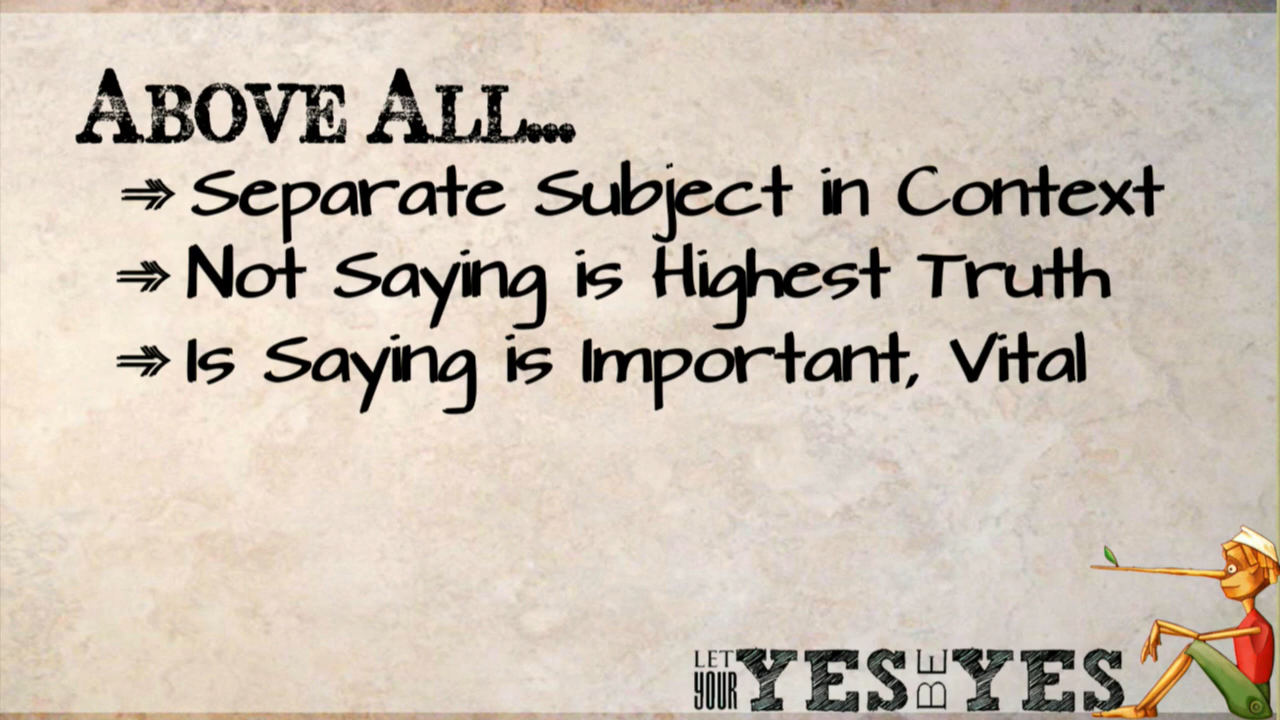 Above All...
⇒ Separate Subject in Context
⇒ Not Saying is Highest Truth
⇒ Is Saying is Important, Vital
LET YOUR YES BE YES